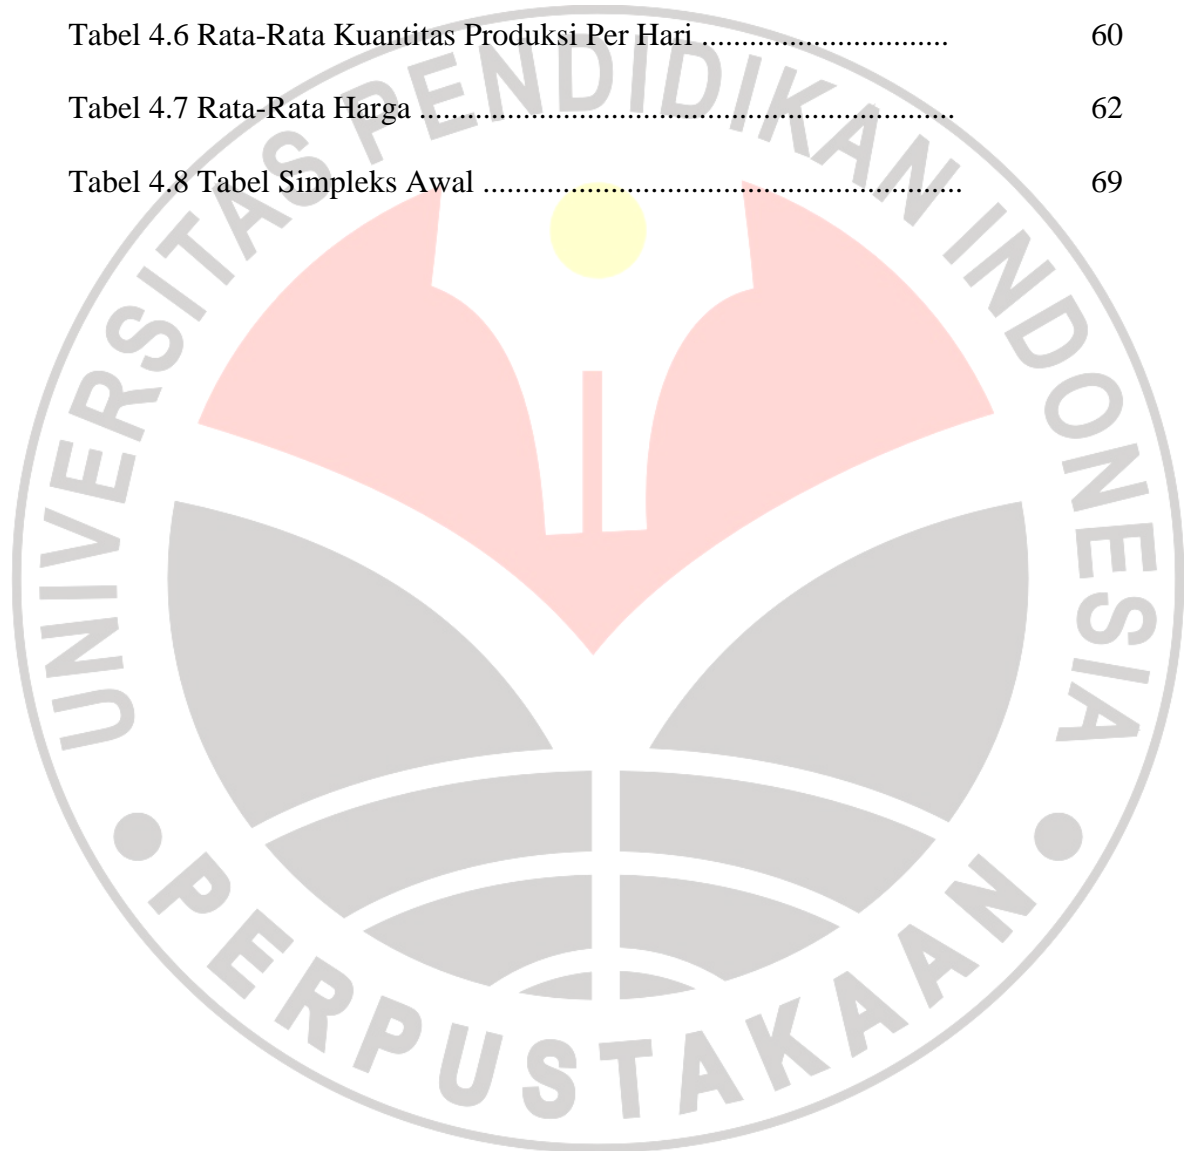 Tabel 4.6 Rata-Rata Kuantitas Produksi Per Hari ............................... 60
Tabel 4.7 Rata-Rata Harga ................................................................... 62
Tabel 4.8 Tabel Simpleks Awal ............................................................ 69
UNIVERSITAS PENDIDIKAN INDONESIA
PERPUSTAKAAN